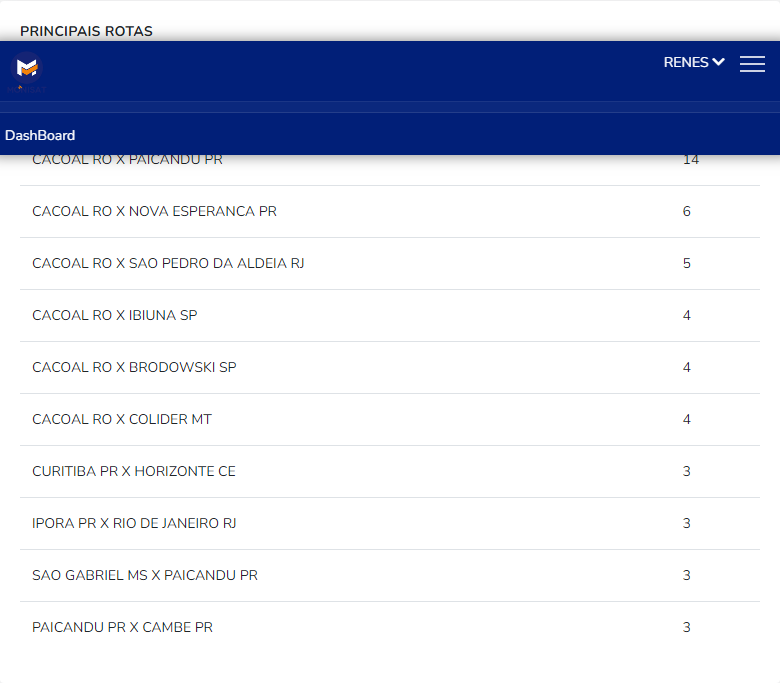 PRINCIPAIS ROTAS
RENES
DashBoard
CACOAL RO X PAICANDU PR 14
CACOAL RO X NOVA ESPERANCA PR 6
CACOAL RO X SAO PEDRO DA ALDEIA RJ 5
CACOAL RO X IBIUNA SP 4
CACOAL RO X BRODOWSKI SP 4
CACOAL RO X COLIDER MT 4
CURITIBA PR X HORIZONTE CE 3
IPORA PR X RIO DE JANEIRO RJ 3
SAO GABRIEL MS X PAICANDU PR 3
PAICANDU PR X CAMBE PR 3